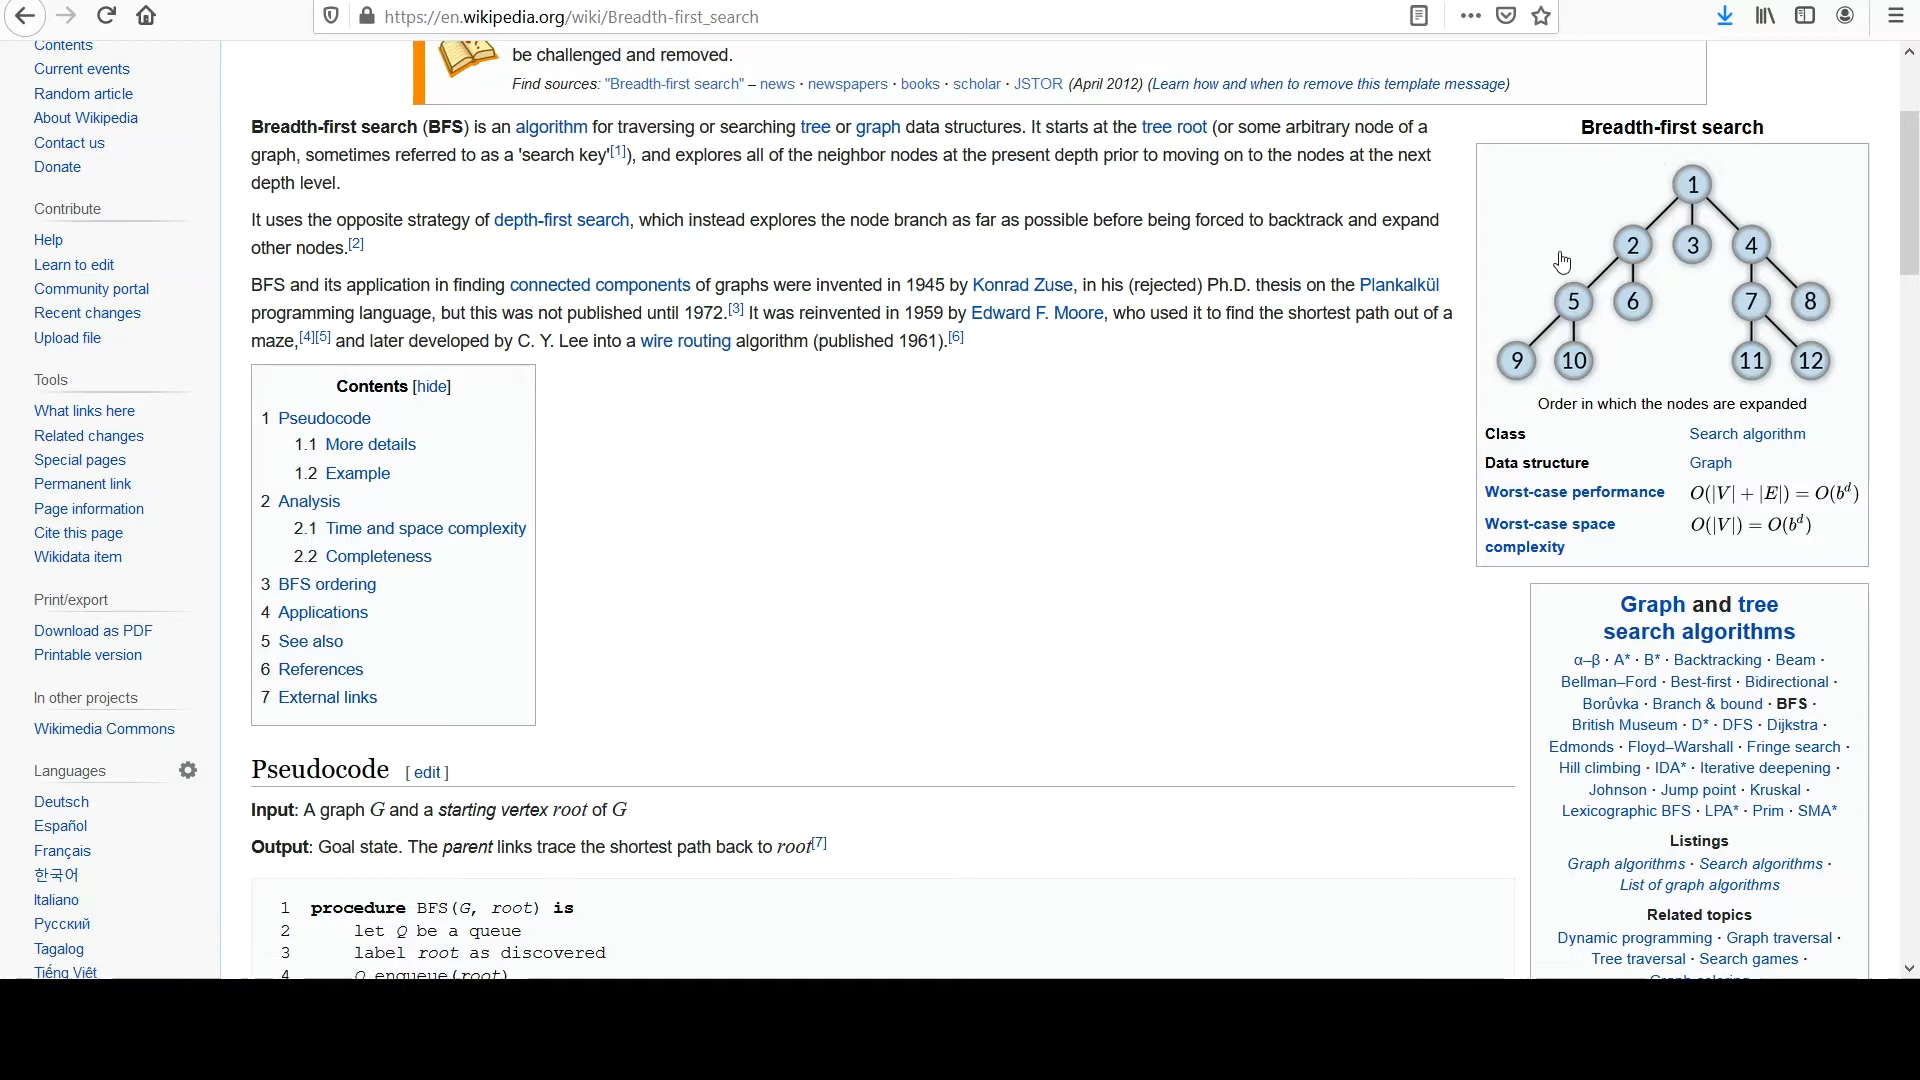 https://en.wikipedia.org/wiki/Breadth-first_search
Contents
Current events
Random article
About Wikipedia
Contact us
Donate
Contribute
Help
Learn to edit
Community portal
Recent changes
Upload file
Tools
What links here
Related changes
Special pages
Permanent link
Page information
Cite this page
Wikidata item
Print/export
Download as PDF
Printable version
In other projects
Wikimedia Commons
Languages
Deutsch
Español
Français
한국어
Italiano
Русский
Tagalog
Tiếng Việt
be challenged and removed.
Find sources: "Breadth-first search" – news · newspapers · books · scholar · JSTOR (April 2012) (Learn how and when to remove this template message)
Breadth-first search (BFS) is an algorithm for traversing or searching tree or graph data structures. It starts at the tree root (or some arbitrary node of a
graph, sometimes referred to as a 'search key'[1]), and explores all of the neighbor nodes at the present depth prior to moving on to the nodes at the next
depth level.
It uses the opposite strategy of depth-first search, which instead explores the node branch as far as possible before being forced to backtrack and expand
other nodes.[2]
BFS and its application in finding connected components of graphs were invented in 1945 by Konrad Zuse, in his (rejected) Ph.D. thesis on the Plankalkül
programming language, but this was not published until 1972.[3] It was reinvented in 1959 by Edward F. Moore, who used it to find the shortest path out of a
maze,[4][5] and later developed by C. Y. Lee into a wire routing algorithm (published 1961).[6]
Contents [hide]
1 Pseudocode
1.1 More details
1.2 Example
2 Analysis
2.1 Time and space complexity
2.2 Completeness
3 BFS ordering
4 Applications
5 See also
6 References
7 External links
Pseudocode [ edit ]
Input: A graph G and a starting vertex root of G
Output: Goal state. The parent links trace the shortest path back to root[7]
1 procedure BFS(G, root) is
2 let Q be a queue
3 label root as discovered
4 Q.enqueue(root)
Breadth-first search
1
2 3 4
5 6 7 8
9 10 11 12
Order in which the nodes are expanded
Class Search algorithm
Data structure Graph
Worst-case performance O(|V| + |E|) = O(b^d)
Worst-case space O(|V|) = O(b^d)
complexity
Graph and tree
search algorithms
α–β · A* · B* · Backtracking · Beam ·
Bellman–Ford · Best-first · Bidirectional ·
Borůvka · Branch & bound · BFS ·
British Museum · D* · DFS · Dijkstra ·
Edmonds · Floyd–Warshall · Fringe search ·
Hill climbing · IDA* · Iterative deepening ·
Johnson · Jump point · Kruskal ·
Lexicographic BFS · LPA* · Prim · SMA*
Listings
Graph algorithms · Search algorithms ·
List of graph algorithms
Related topics
Dynamic programming · Graph traversal ·
Tree traversal · Search games ·